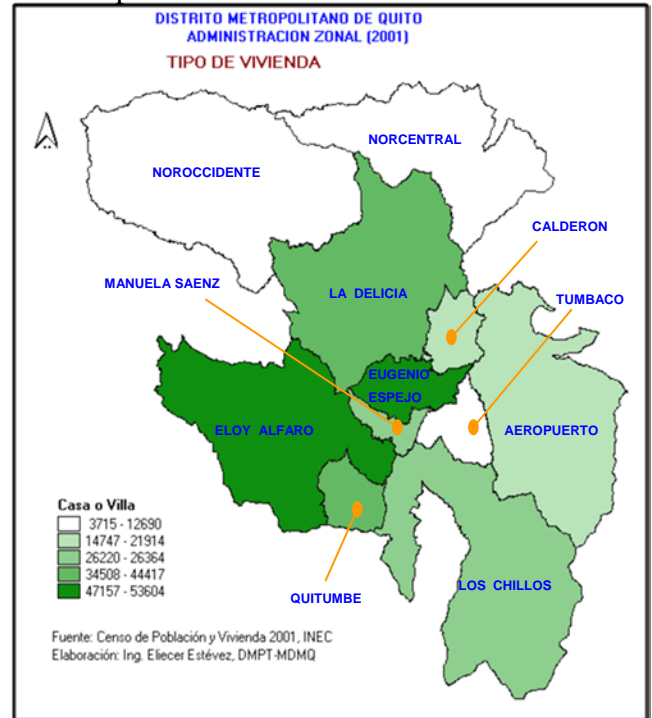 DISTRITO METROPOLITANO DE QUITO
ADMINISTRACION ZONAL (2001)
TIPO DE VIVIENDA
NORCENTRAL
NOROCCIDENTE
CALDERON
MANUELA SAENZ
LA DELICIA
TUMBACO
EUGENIO
ESPEJO
ELOY ALFARO
AEROPUERTO
Casa o Villa
3715 - 12690
14747 - 21914
26220 - 26364
34508 - 44417
47157 - 53604
LOS CHILLOS
QUITUMBE
Fuente: Censo de Población y Vivienda 2001, INEC
Elaboración: Ing. Eliecer Estévez, DMPT-MDMQ